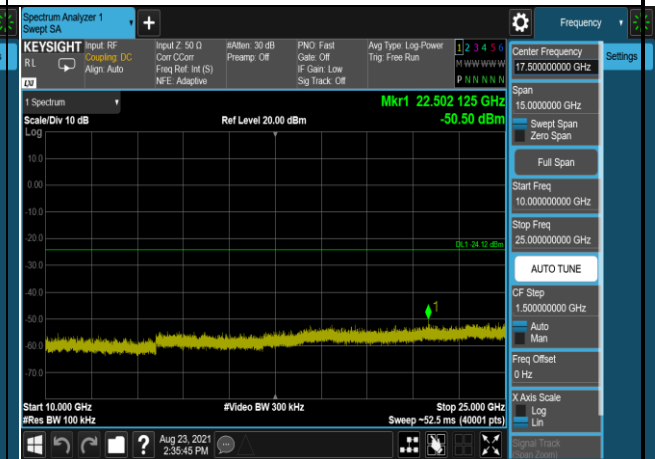 Spectrum Analyzer 1
Swept SA
Frequency
Settings
KEYSIGHT
RL
LXI
Input: RF
Coupling: DC
Align: Auto
Input Z: 50 Ω
Corr CCorr
Freq Ref: Int (S)
NFE: Adaptive
#Atten: 30 dB
Preamp: Off
PNO: Fast
Gate: Off
IF Gain: Low
Sig Track: Off
Avg Type: Log-Power
Trig: Free Run
1 2 3 4 5 6
M W W W W W
P N N N N N
1 Spectrum
Mkr1 22.502 125 GHz
-50.50 dBm
Scale/Div 10 dB
Ref Level 20.00 dBm
Log
10.0
0.00
-10.0
-20.0
-30.0
-40.0
-50.0
-60.0
-70.0
DL1 -24.12 dBm
1
Start 10.000 GHz
#Video BW 300 kHz
Stop 25.000 GHz
#Res BW 100 kHz
Sweep ~52.5 ms (40001 pts)
Aug 23, 2021
2:35:45 PM
Center Frequency
17.500000000 GHz
Span
15.0000000 GHz
Swept Span
Zero Span
Full Span
Start Freq
10.000000000 GHz
Stop Freq
25.000000000 GHz
AUTO TUNE
CF Step
1.500000000 GHz
Auto
Man
Freq Offset
0 Hz
X Axis Scale
Log
Lin
Signal Track
(Span Zoom)